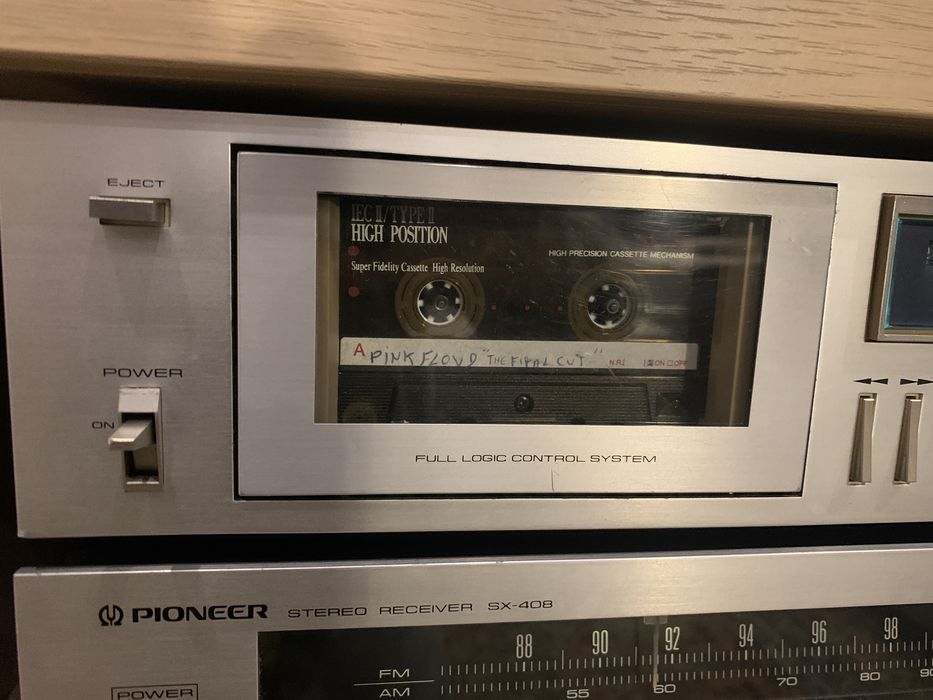 EJECT
POWER
ON
IEC II/TYPE II
HIGH POSITION
HIGH PRECISION CASSETTE MECHANISM
Super Fidelity Cassette High Resolution
A PINK FLOYD "THE FINAL CUT" N.R. ON OFF
FULL LOGIC CONTROL SYSTEM
PIONEER STEREO RECEIVER SX-408
88 90 92 94 96 98
FM
AM 55 60 70 80
POWER